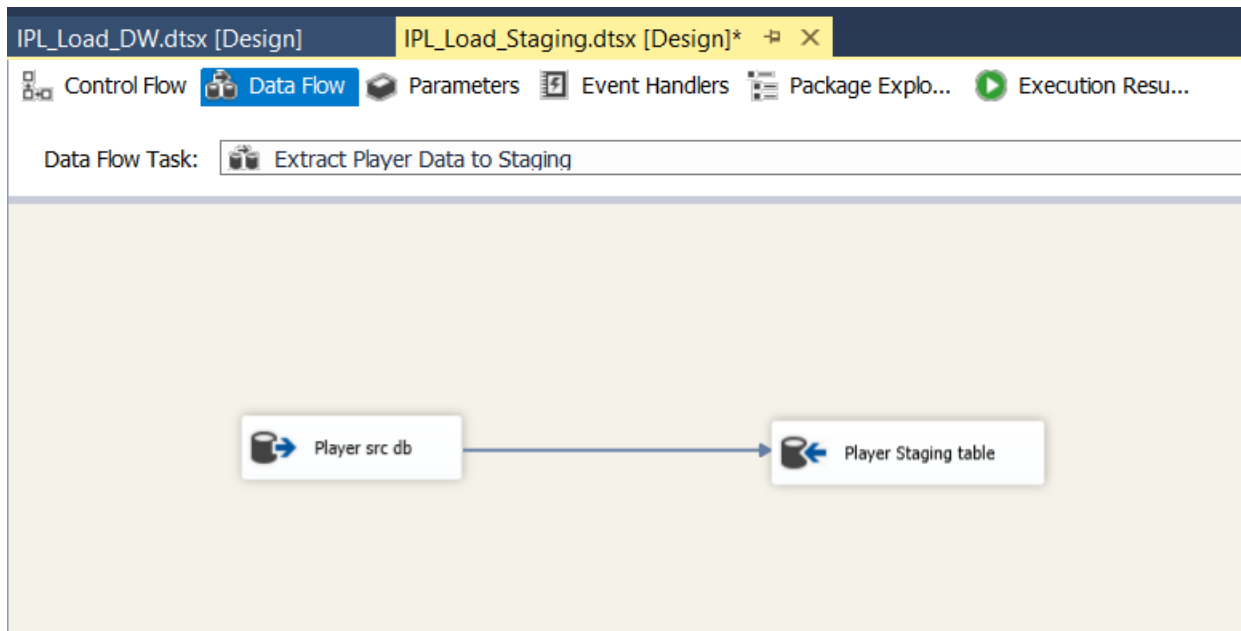 IPL_Load_DW.dtsx [Design] IPL_Load_Staging.dtsx [Design]*
Control Flow Data Flow Parameters Event Handlers Package Explo... Execution Resu...
Data Flow Task: Extract Player Data to Staging
Player src db
Player Staging table